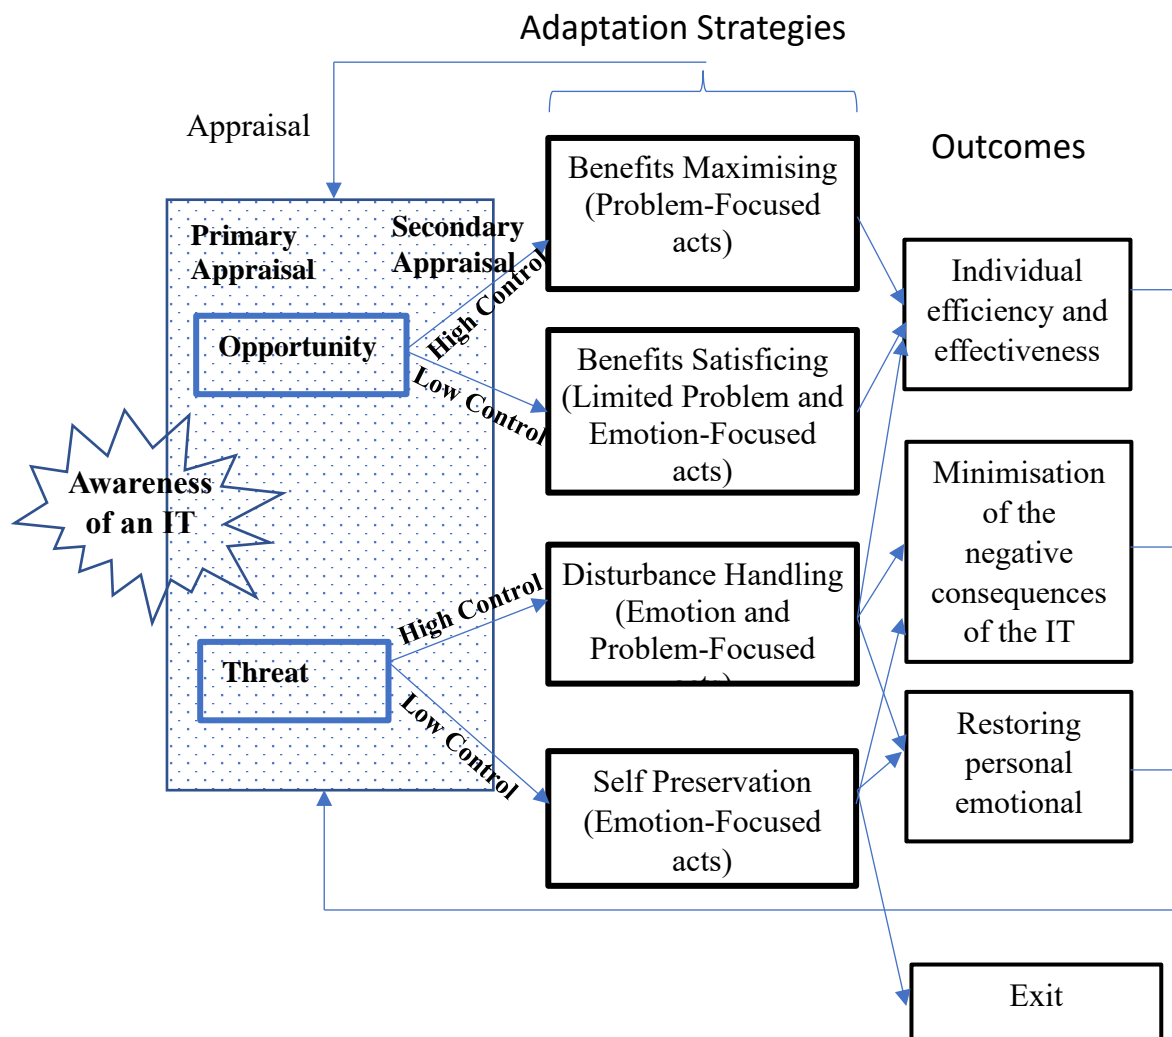 Adaptation Strategies
Appraisal
Outcomes
Primary
Appraisal
Secondary
Appraisal
Opportunity
High Control
Low Control
Awareness
of an IT
Threat
High Control
Low Control
Benefits Maximising
(Problem-Focused
acts)
Benefits Satisficing
(Limited Problem and
Emotion-Focused
acts)
Disturbance Handling
(Emotion and
Problem-Focused
acts)
Self Preservation
(Emotion-Focused
acts)
Individual
efficiency and
effectiveness
Minimisation
of the
negative
consequences
of the IT
Restoring
personal
emotional
Exit